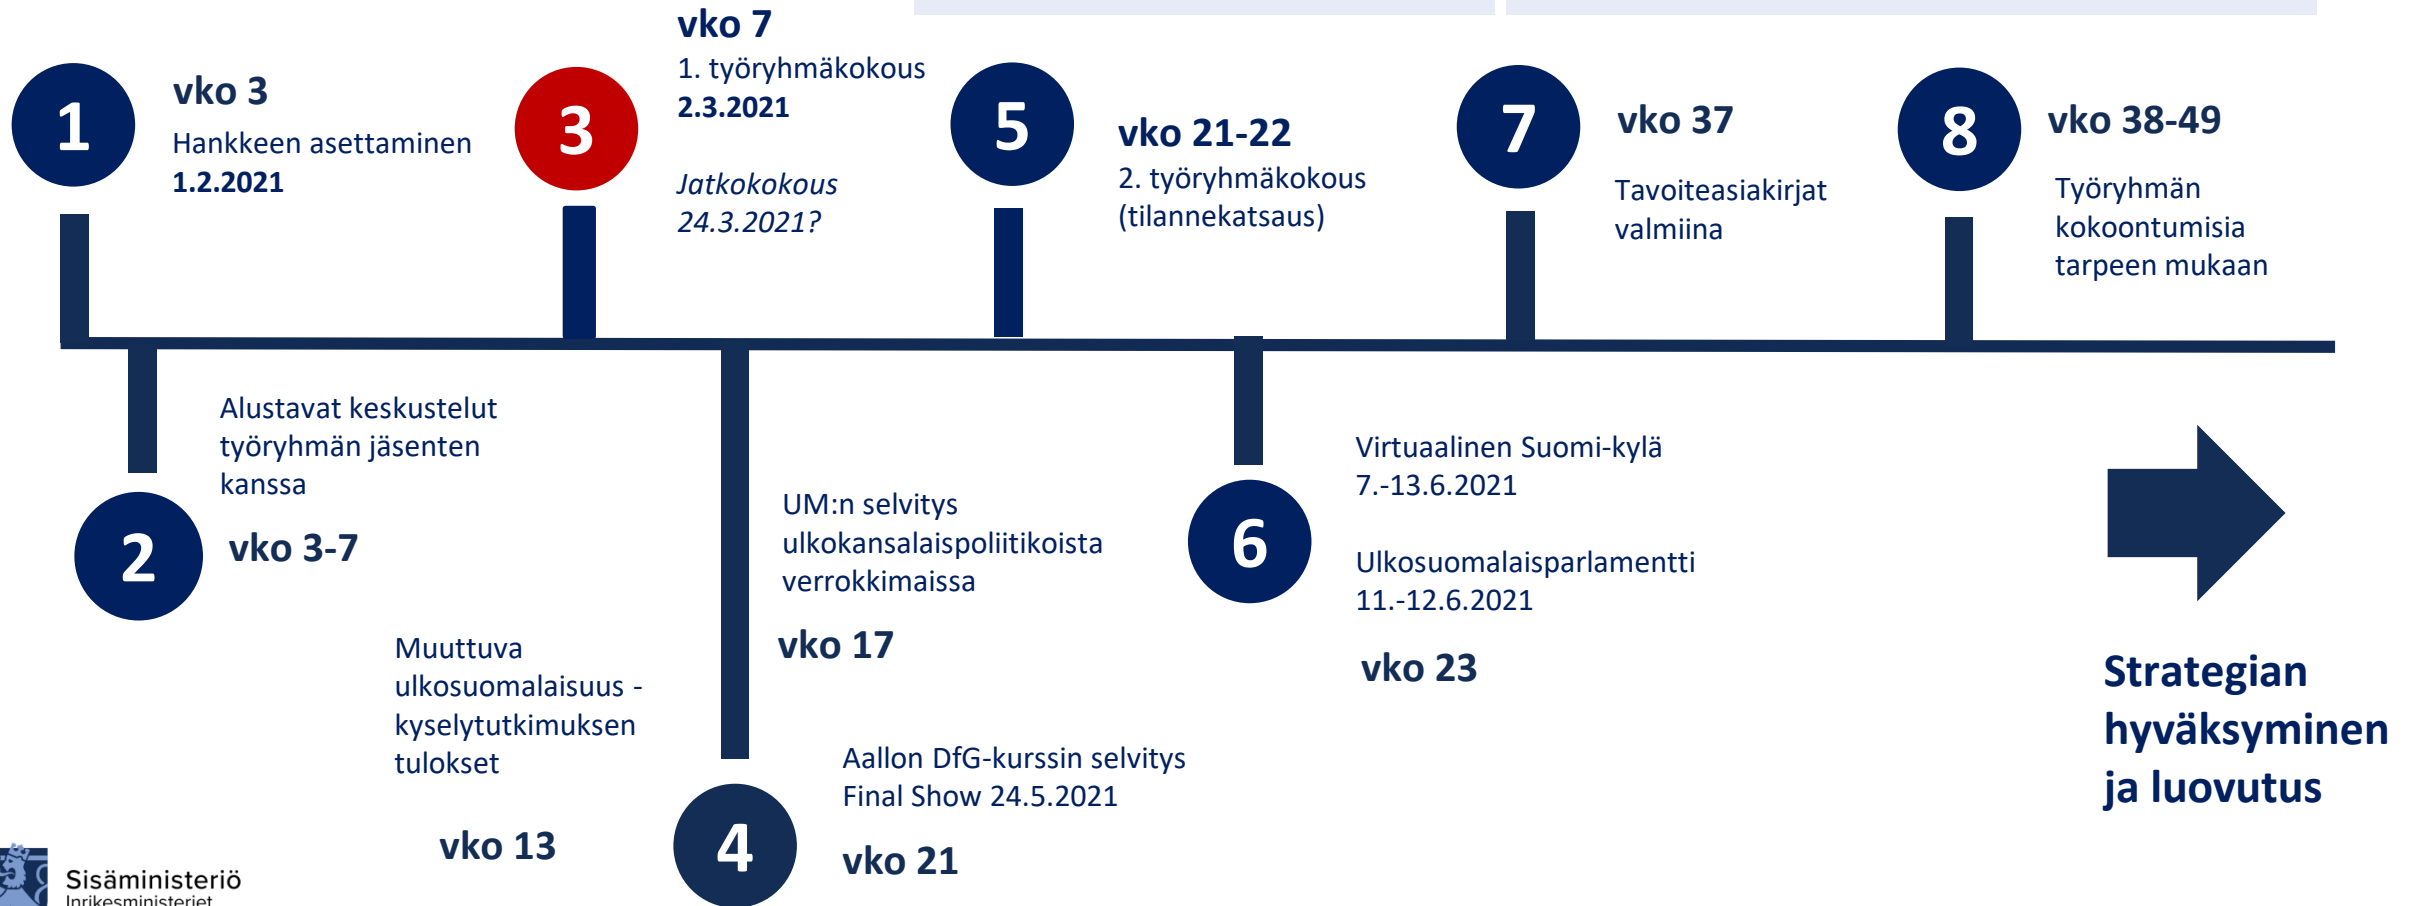 1
vko 3
Hankkeen asettaminen
1.2.2021
3
vko 7
1. työryhmäkokous
2.3.2021
Jatkokokous
24.3.2021?
5
vko 21-22
2. työryhmäkokous
(tilannekatsaus)
7
vko 37
Tavoiteasiakirjat
valmiina
8
vko 38-49
Työryhmän
kokoontumisia
tarpeen mukaan
2
Alustavat keskustelut
työryhmän jäsenten
kanssa
vko 3-7
Muuttuva
ulkosuomalaisuus -
kyselytutkimuksen
tulokset
vko 13
4
UM:n selvitys
ulkokansalaispoliitikoista
verrokkimaissa
vko 17
Aallon DfG-kurssin selvitys
Final Show 24.5.2021
vko 21
6
Virtuaalinen Suomi-kylä
7.-13.6.2021
Ulkosuomalaisparlamentti
11.-12.6.2021
vko 23
Strategian
hyväksyminen
ja luovutus
Sisäministeriö
Inrikesministeriet